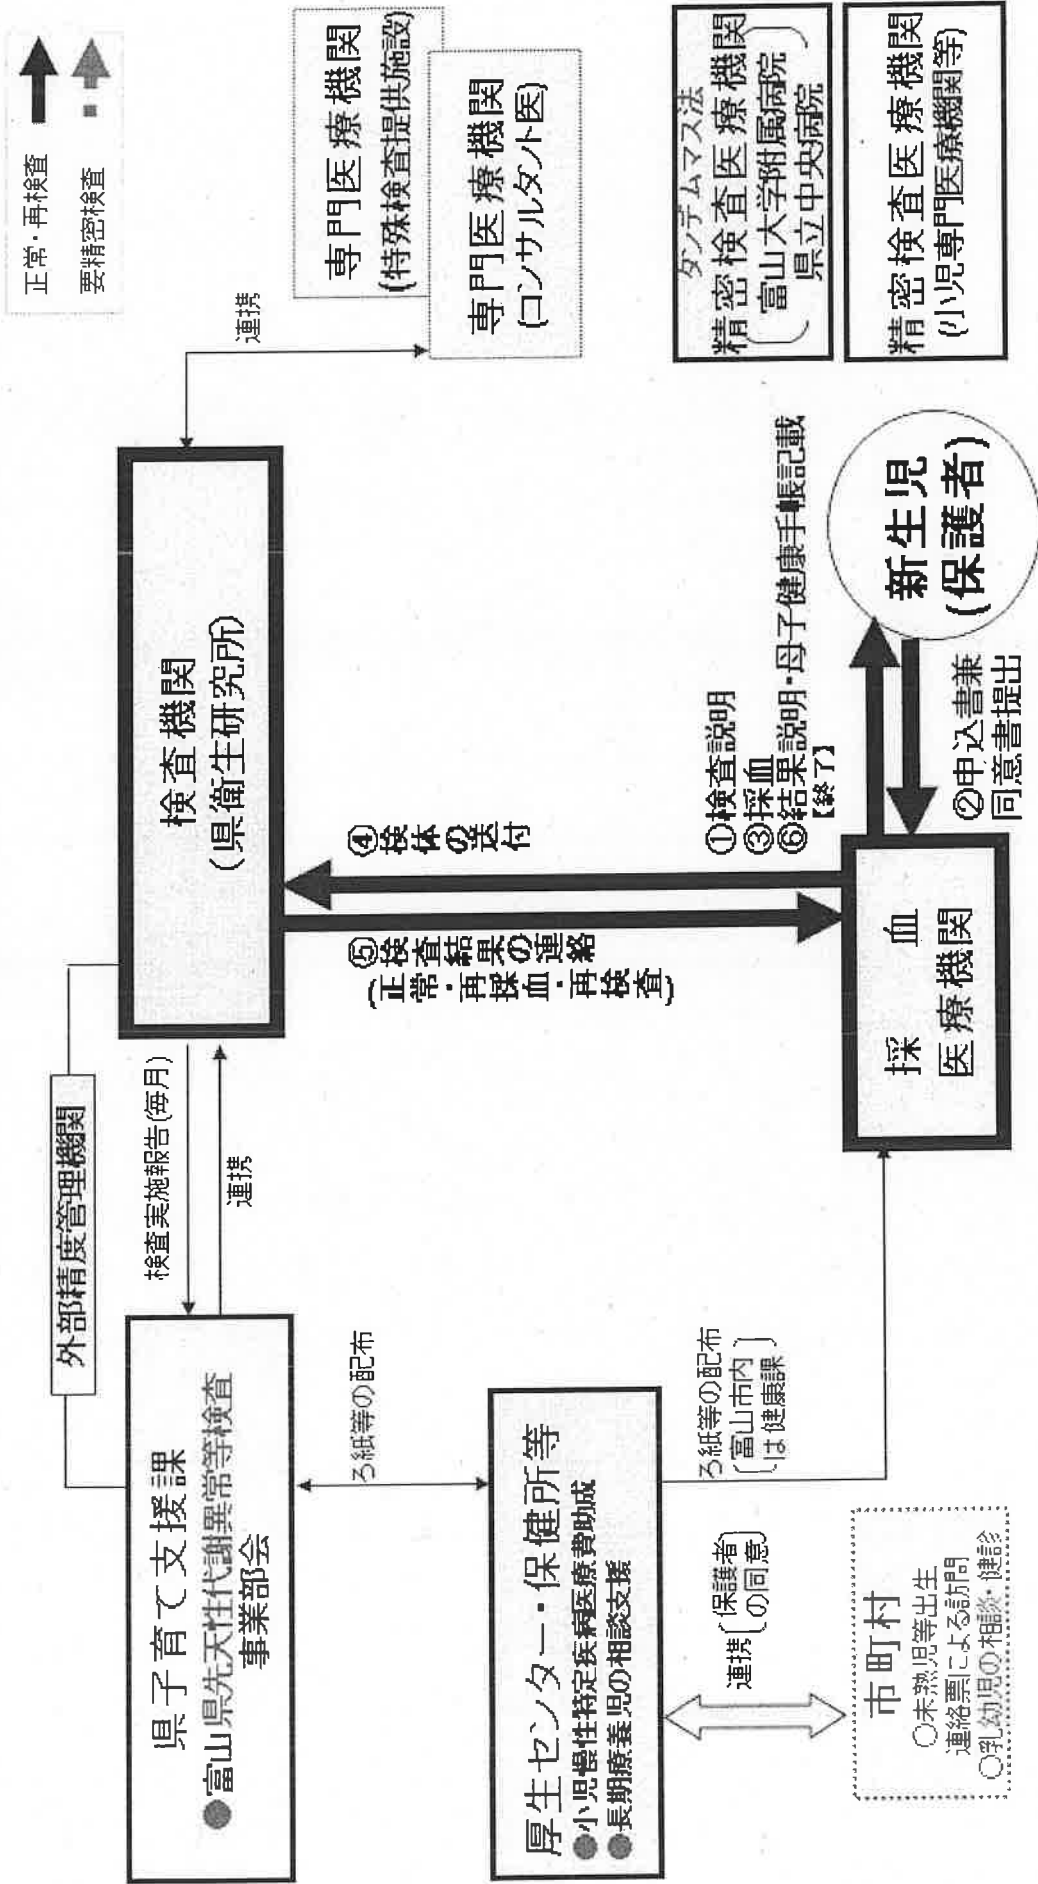 正常・再検査
要精密検査
外部精度管理機関
県子育て支援課
●富山県先天性代謝異常等検査
事業部会
検査実施報告(毎月)
連携
検査機関
(県衛生研究所)
連携
専門医療機関
(特殊検査提供施設)
専門医療機関
(コンサルタント医)
ろ紙等の配布
④検体の送付
⑤検査結果の連絡
(正常・再採血・再検査)
厚生センター・保健所等
●小児慢性特定疾病医療費助成
●長期療養児の相談支援
ろ紙等の配布
(富山市内
は健康課)
連携(保護者
の同意)
市町村
○未熟児等出生
連絡票による訪問
○乳幼児の相談・健診
採血
医療機関
①検査説明
③採血
⑥結果説明・母子健康手帳記載
【終了】
②申込書兼
同意書提出
新生児
(保護者)
タンデムマス法
精密検査医療機関
(富山大学附属病院
県立中央病院)
精密検査医療機関
(小児専門医療機関等)